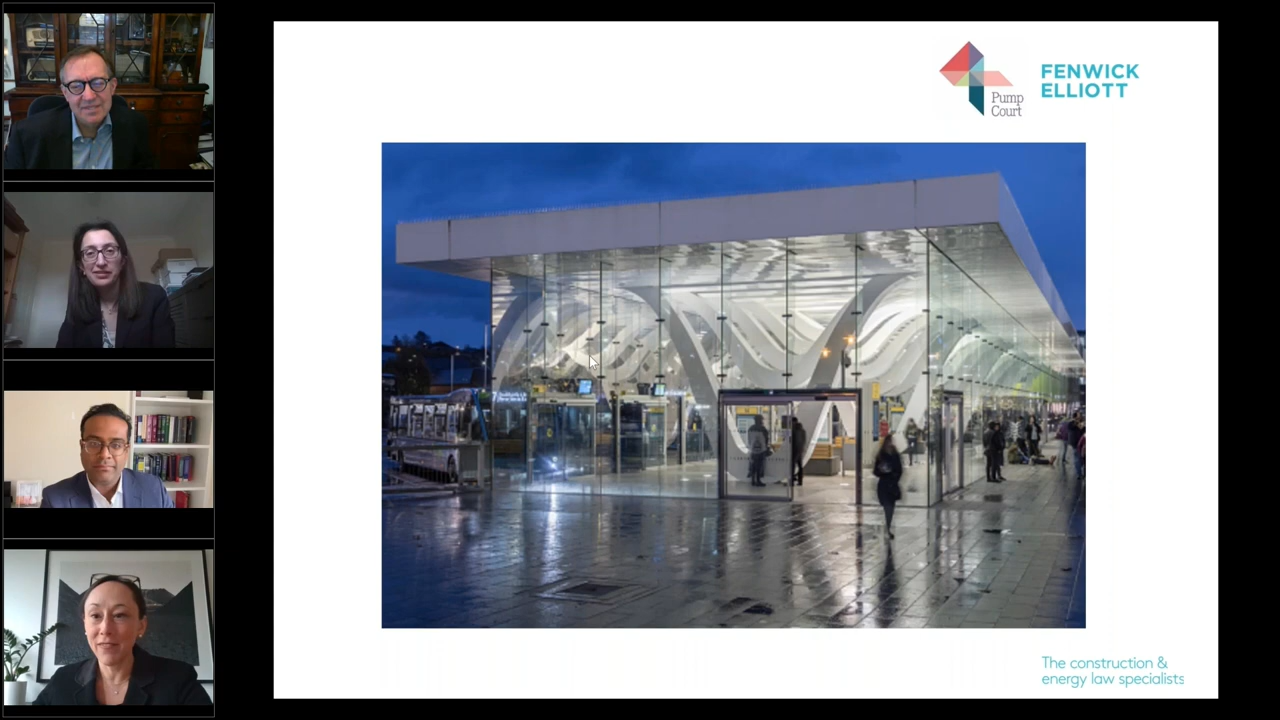 Pump
Court
FENWICK
ELLIOTT
The construction &
energy law specialists